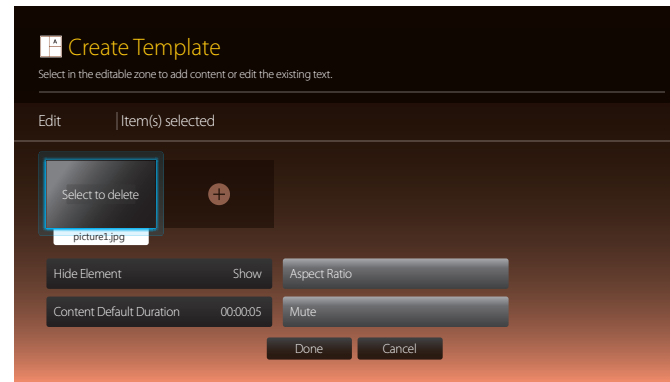 Create Template
Select in the editable zone to add content or edit the existing text.
Edit Item(s) selected
Select to delete
picture1.jpg
Hide Element Show Aspect Ratio
Content Default Duration 00:00:05 Mute
Done Cancel